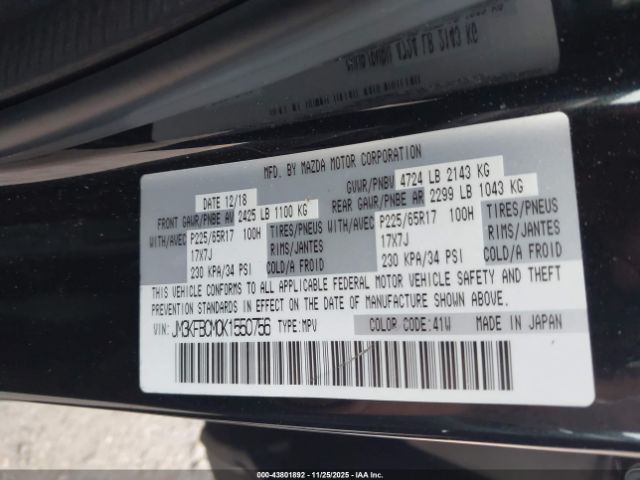 MFD. BY MAZDA MOTOR CORPORATION
DATE 12/18 GVWR/PNBV 4724 LB 2143 KG
FRONT GAWR/PNBE AV 2425 LB 1100 KG REAR GAWR/PNBE AR 2299 LB 1043 KG
WITH/AVEC P225/65R17 100H TIRES/PNEUS WITH/AVEC P225/65R17 100H TIRES/PNEUS
17X7J RIMS/JANTES 17X7J RIMS/JANTES
230 KPA/34 PSI COLD/A FROID 230 KPA/34 PSI COLD/A FROID
THIS VEHICLE CONFORMS TO ALL APPLICABLE FEDERAL MOTOR VEHICLE SAFETY AND THEFT
PREVENTION STANDARDS IN EFFECT ON THE DATE OF MANUFACTURE SHOWN ABOVE.
VIN: JM3KFBCM0K1550756 TYPE: MPV COLOR CODE: 41W MADE IN JAPAN
000-43801892 11/25/2025 IAA Inc.